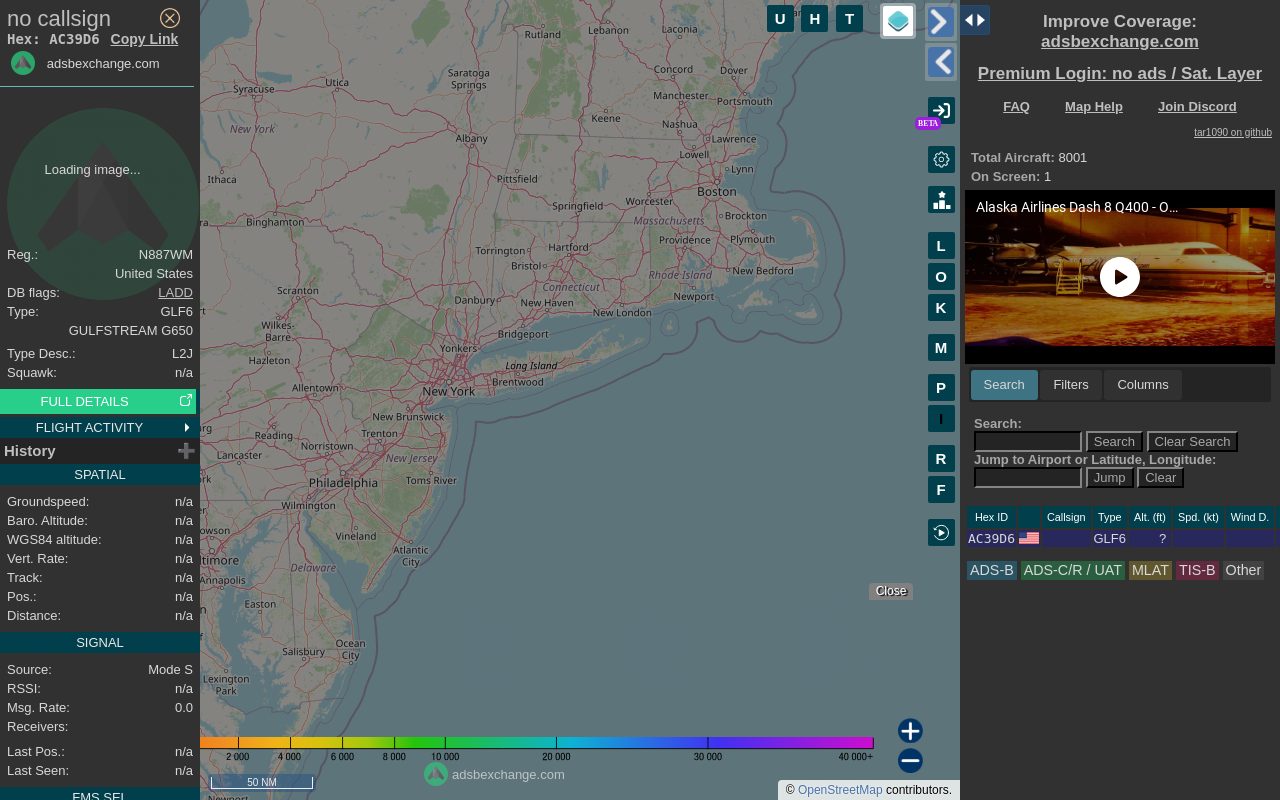 no callsign
Hex: AC39D6 Copy Link
adsbexchange.com
Loading image...
Reg.: N887WM
United States
DB flags: LADD
Type: GLF6
GULFSTREAM G650
Type Desc.: L2J
Squawk: n/a
FULL DETAILS
FLIGHT ACTIVITY
History
SPATIAL
Groundspeed: n/a
Baro. Altitude: n/a
WGS84 altitude: n/a
Vert. Rate: n/a
Track: n/a
Pos.: n/a
Distance: n/a
SIGNAL
Source: Mode S
RSSI: n/a
Msg. Rate: 0.0
Receivers:
Last Pos.: n/a
Last Seen: n/a
FMS SEL
U H T
Rutland
Lebanon
Laconia
Utica
Syracuse
Saratoga
Springs
Concord
Dover
Manchester
Portsmouth
Keene
Nashua
New York
Albany
Lawrence
Lowell
Lynn
Ithaca
Pittsfield
Boston
Worcester
Springfield
Binghamton
Massachusetts
Brockton
Torrington
Hartford
Providence
Plymouth
Bristol
Rhode Island
New Bedford
Scranton
Connecticut
Danbury
New Haven
New London
Newport
Wilkes-
Barre
Bridgeport
Yonkers
Hazleton
Long Island
Brentwood
Allentown
New York
New Brunswick
Reading
Trenton
Norristown
Lancaster
New Jersey
Philadelphia
Toms River
Wilmington
Vineland
Atlantic
City
Delaware
Annapolis
Easton
Ocean
City
Salisbury
Lexington
Park
BETA
L
O
K
M
P
I
R
F
Close
2 000 4 000 6 000 8 000 10 000 20 000 30 000 40 000+
adsbexchange.com
50 NM
© OpenStreetMap contributors.
Improve Coverage:
adsbexchange.com
Premium Login: no ads / Sat. Layer
FAQ Map Help Join Discord
tar1090 on github
Total Aircraft: 8001
On Screen: 1
Alaska Airlines Dash 8 Q400 - O...
Search Filters Columns
Search:
Search Clear Search
Jump to Airport or Latitude, Longitude:
Jump Clear
Hex ID Callsign Type Alt. (ft) Spd. (kt) Wind D.
AC39D6 GLF6 ?
ADS-B ADS-C/R / UAT MLAT TIS-B Other